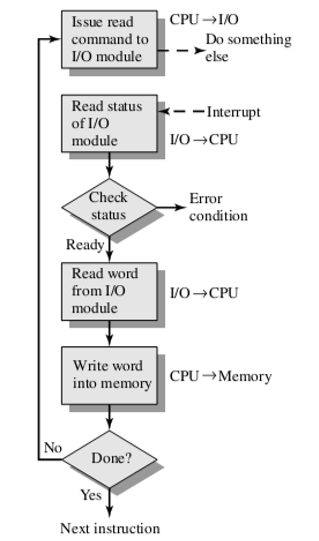 Issue read
command to
I/O module
CPU→I/O
Do something
else
Read status
of I/O
module
Interrupt
I/O→CPU
Check
status
Error
condition
Ready
Read word
from I/O
module
I/O→CPU
Write word
into memory
CPU→Memory
No
Done?
Yes
Next instruction